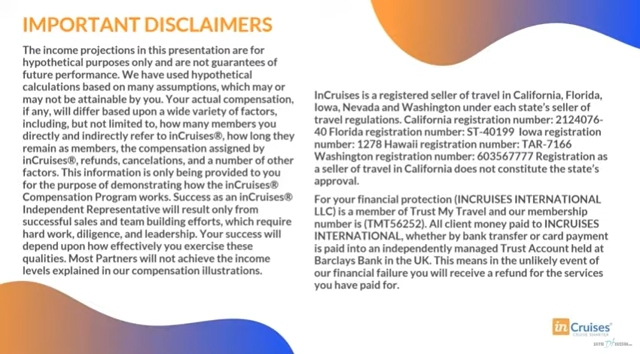 IMPORTANT DISCLAIMERS
The income projections in this presentation are for
hypothetical purposes only and are not guarantees of
future performance. We have used hypothetical
calculations based on many assumptions, which may or
may not be attainable by you. Your actual compensation,
if any, will differ based upon a wide variety of factors,
including, but not limited to, how many members you
directly and indirectly refer to inCruises®, how long they
remain as members, the compensation assigned by
inCruises®, refunds, cancelations, and a number of other
factors. This information is only being provided to you
for the purpose of demonstrating how the inCruises®
Compensation Program works. Success as an inCruises®
Independent Representative will result only from
successful sales and team building efforts, which require
hard work, diligence, and leadership. Your success will
depend upon how effectively you exercise these
qualities. Most Partners will not achieve the income
levels explained in our compensation illustrations.
InCruises is a registered seller of travel in California, Florida,
Iowa, Nevada and Washington under each state's seller of
travel regulations. California registration number: 2124076-
40 Florida registration number: ST-40199 Iowa registration
number: 1278 Hawaii registration number: TAR-7166
Washington registration number: 603567777 Registration as
a seller of travel in California does not constitute the state's
approval.
For your financial protection (INCRUISES INTERNATIONAL
LLC) is a member of Trust My Travel and our membership
number is (TMT56252). All client money paid to INCRUISES
INTERNATIONAL, whether by bank transfer or card payment
is paid into an independently managed Trust Account held at
Barclays Bank in the UK. This means in the unlikely event of
our financial failure you will receive a refund for the services
you have paid for.
inCruises®